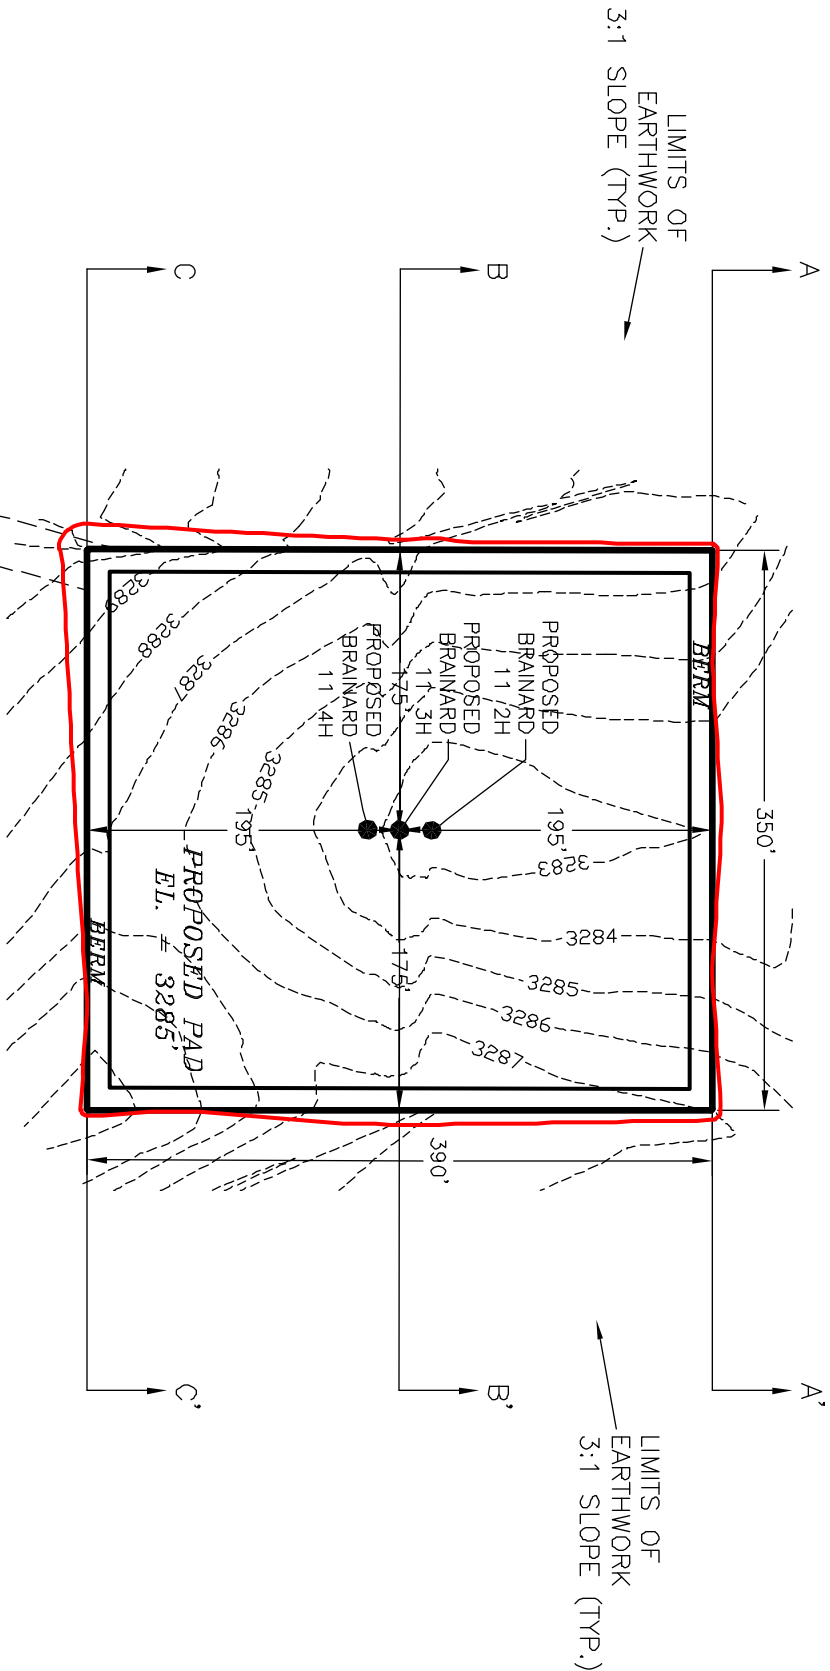 LIMITS OF
EARTHWORK
3:1 SLOPE (TYP.)
A
B
C
350'
BERM
PROPOSED
BRAINARD
11 2H
PROPOSED
BRAINARD
11 3H
PROPOSED
BRAINARD
11 4H
175'
195'
195'
175'
3289
3288
3287
3286
3285
3283
3284
3285
3286
3287
PROPOSED PAD
EL. = 3285'
BERM
390'
A'
B'
C'
LIMITS OF
EARTHWORK
3:1 SLOPE (TYP.)